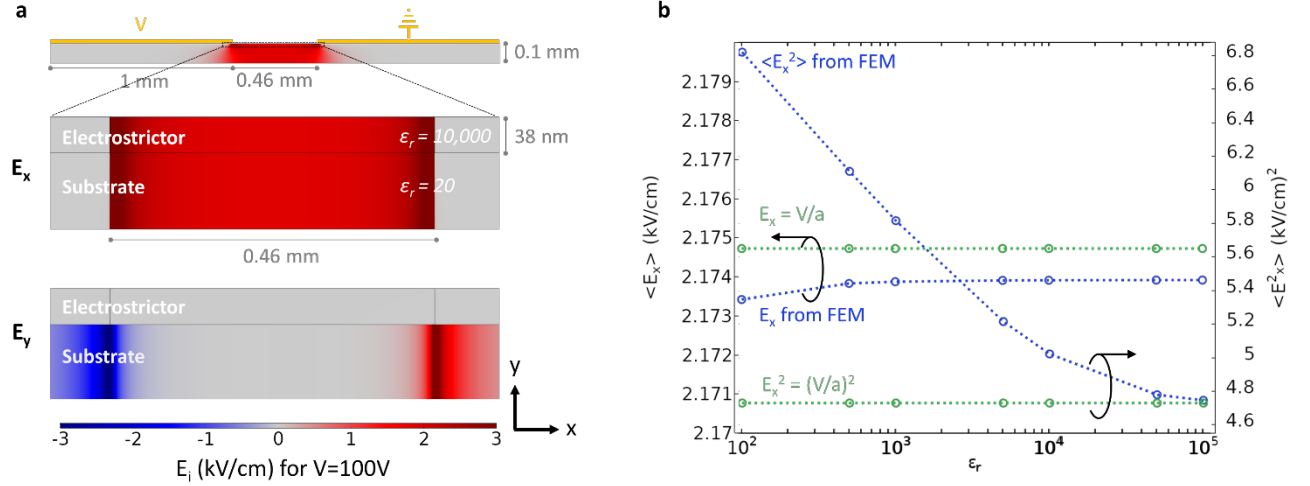 a
V
0.1 mm
1 mm
0.46 mm
Electrostrictor
εr = 10,000
38 nm
Ex
Substrate
εr = 20
0.46 mm
Electrostrictor
Ey
Substrate
y
x
-3 -2 -1 0 1 2 3
Ei (kV/cm) for V=100V
b
<Ex²> from FEM
Ex = V/a
Ex from FEM
Ex² = (V/a)²
<Ex> (kV/cm)
2.179
2.178
2.177
2.176
2.175
2.174
2.173
2.172
2.171
2.17
10² 10³ 10⁴ 10⁵
εr
6.8
6.6
6.4
6.2
6
5.8
5.6
5.4
5.2
5
4.8
4.6
<E²x> (kV/cm)²